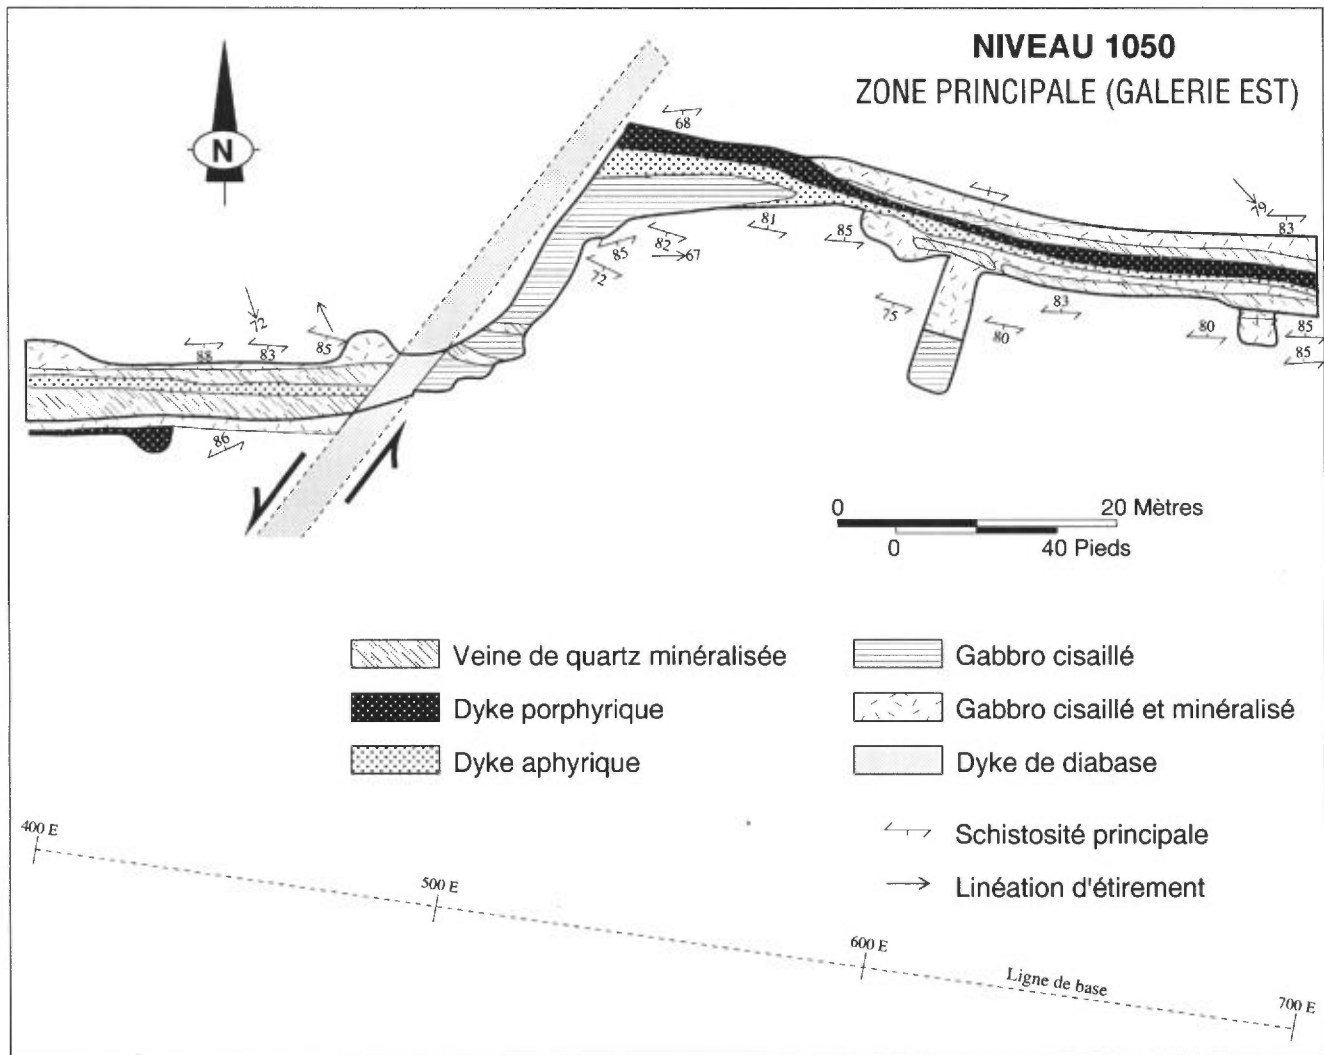 NIVEAU 1050
ZONE PRINCIPALE (GALERIE EST)
N
68
79
83
81
82
67
85
72
85
75
80
83
80
85
85
72
88
83
85
86
0 20 Mètres
0 40 Pieds
Veine de quartz minéralisée
Dyke porphyrique
Dyke aphyrique
Gabbro cisaillé
Gabbro cisaillé et minéralisé
Dyke de diabase
Schistosité principale
Linéation d'étirement
400 E
500 E
600 E
Ligne de base
700 E